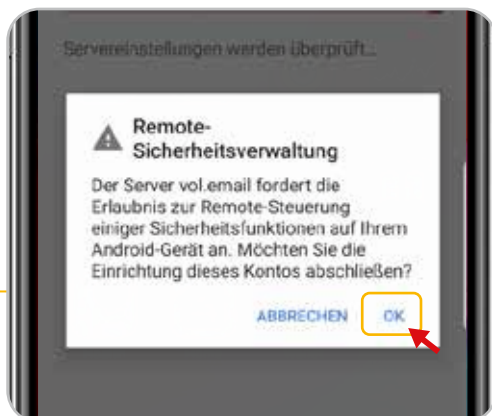 Servereinstellungen werden überprüft...
Remote-
Sicherheitsverwaltung
Der Server vol.email fordert die
Erlaubnis zur Remote-Steuerung
einiger Sicherheitsfunktionen auf Ihrem
Android-Gerät an. Möchten Sie die
Einrichtung dieses Kontos abschließen?
ABBRECHEN OK